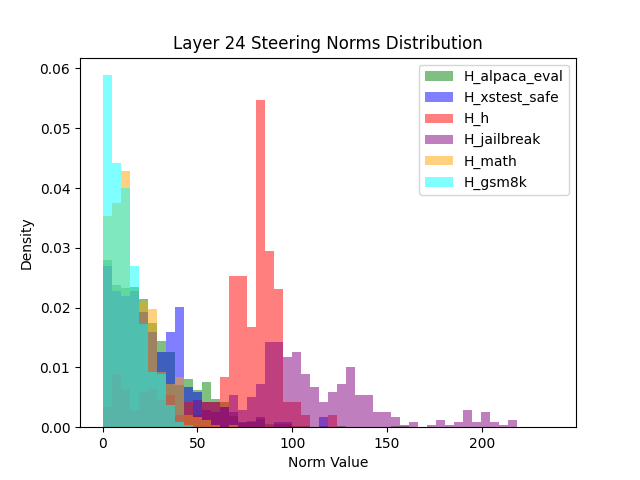 Layer 24 Steering Norms Distribution
0.06
0.05
0.04
0.03
0.02
0.01
0.00
Density
H_alpaca_eval
H_xstest_safe
H_h
H_jailbreak
H_math
H_gsm8k
0 50 100 150 200
Norm Value